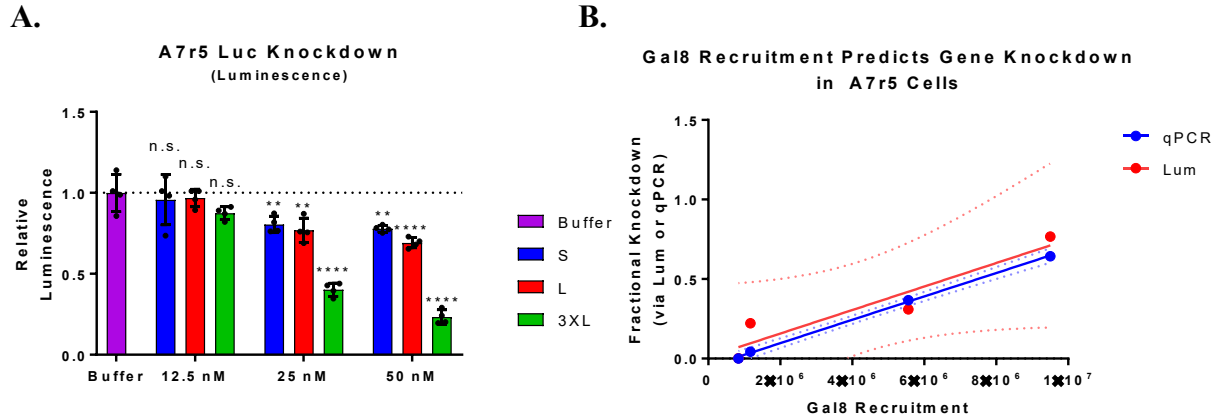 A.
A7r5 Luc Knockdown
(Luminescence)
Relative
Luminescence
1.5
1.0
0.5
0.0
n.s.
n.s.
n.s.
** **
****
**
****
****
Buffer 12.5 nM 25 nM 50 nM
Buffer
S
L
3XL
B.
Gal8 Recruitment Predicts Gene Knockdown
in A7r5 Cells
Fractional Knockdown
(via Lum or qPCR)
1.5
1.0
0.5
0.0
0 2✖10⁶ 4✖10⁶ 6✖10⁶ 8✖10⁶ 1✖10⁷
Gal8 Recruitment
qPCR
Lum